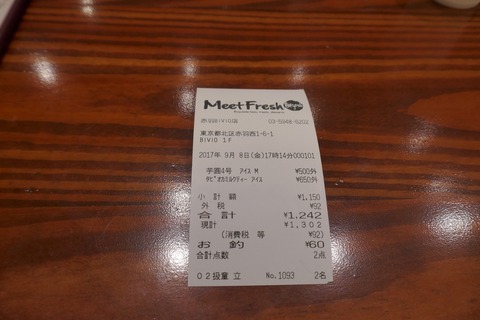 MeetFresh
赤羽BIVIO店 03-5948-6202
東京都北区赤羽西1-6-1
BIVIO 1F
2017年 9月 8日(金)17時14分000101
芋圓4号 アイス M ¥500外
タピオカミルクティー アイス ¥650外
小 計 額 ¥1,150
外 税 ¥92
合 計 ¥1,242
現計 ¥1,302
(消費税 等 ¥92)
お 釣 ¥60
合計点数 2点
02扱童 立 No.1093 2名